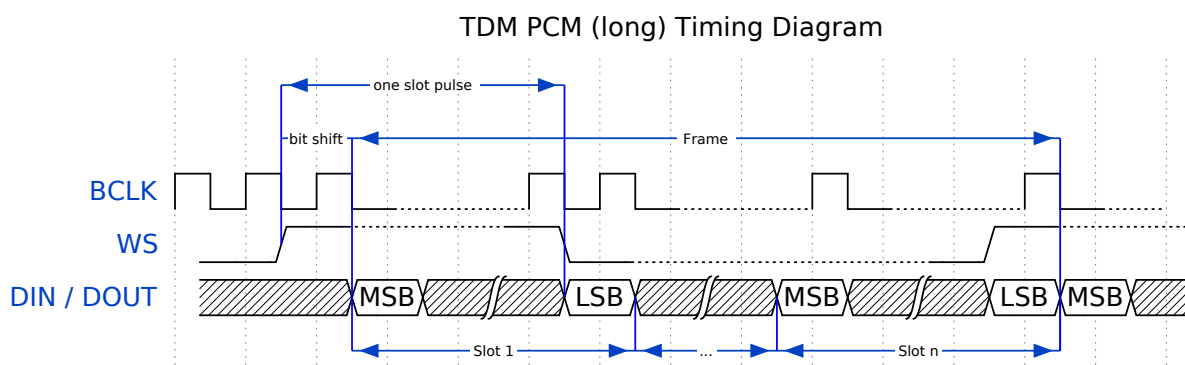 TDM PCM (long) Timing Diagram
one slot pulse
bit shift
Frame
BCLK
WS
DIN / DOUT
MSB
LSB
MSB
LSB
MSB
Slot 1
...
Slot n